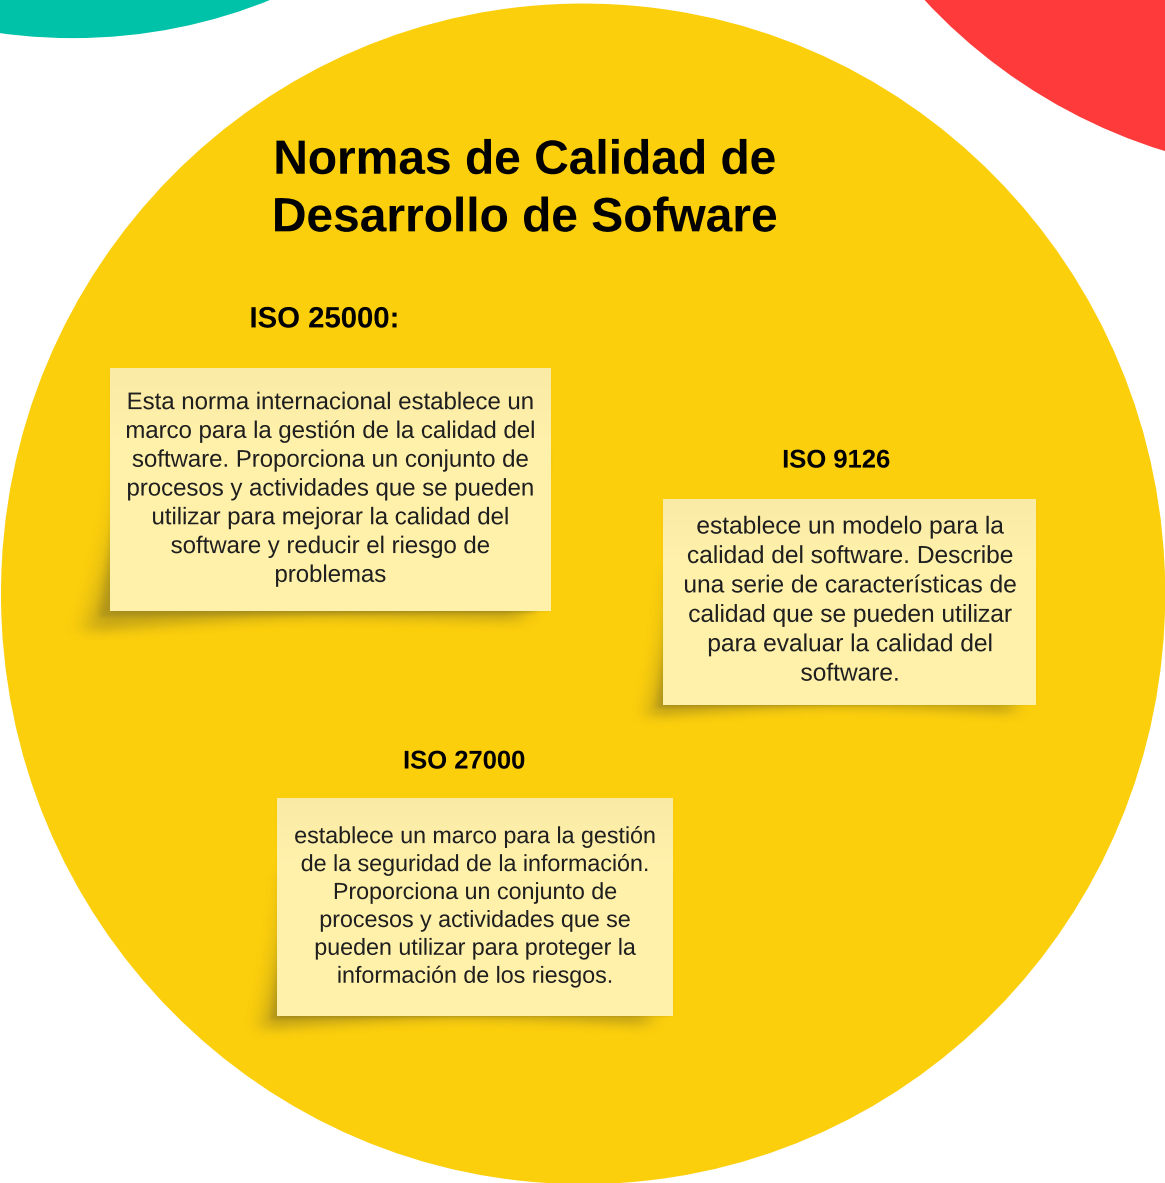 Normas de Calidad de
Desarrollo de Sofware
ISO 25000:
Esta norma internacional establece un
marco para la gestión de la calidad del
software. Proporciona un conjunto de
procesos y actividades que se pueden
utilizar para mejorar la calidad del
software y reducir el riesgo de
problemas
ISO 9126
establece un modelo para la
calidad del software. Describe
una serie de características de
calidad que se pueden utilizar
para evaluar la calidad del
software.
ISO 27000
establece un marco para la gestión
de la seguridad de la información.
Proporciona un conjunto de
procesos y actividades que se
pueden utilizar para proteger la
información de los riesgos.